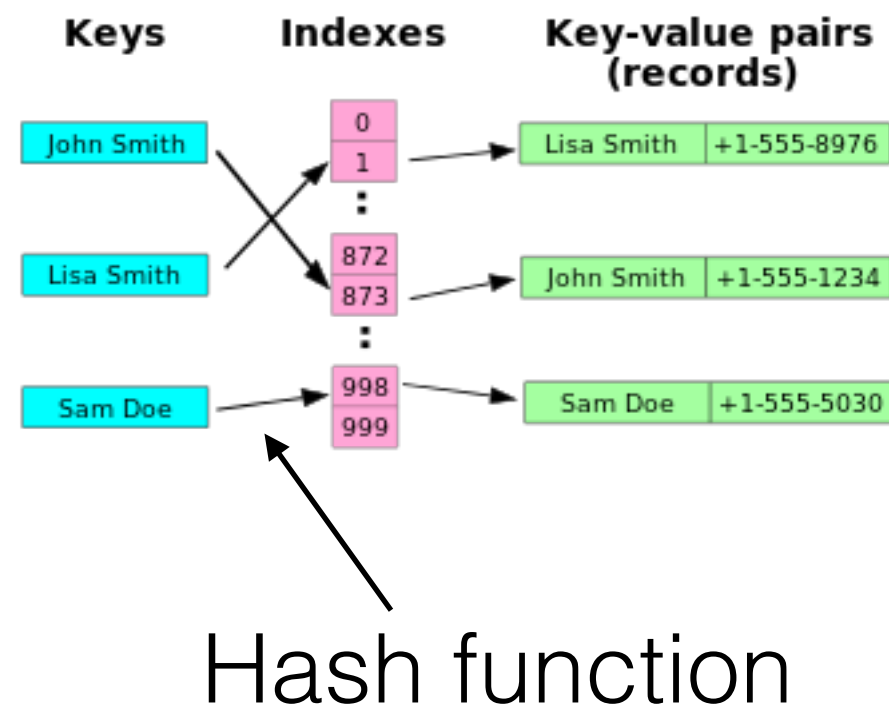 Keys
Indexes
Key-value pairs
(records)
John Smith
Lisa Smith
Sam Doe
0
1
:
872
873
:
998
999
Lisa Smith +1-555-8976
John Smith +1-555-1234
Sam Doe +1-555-5030
Hash function